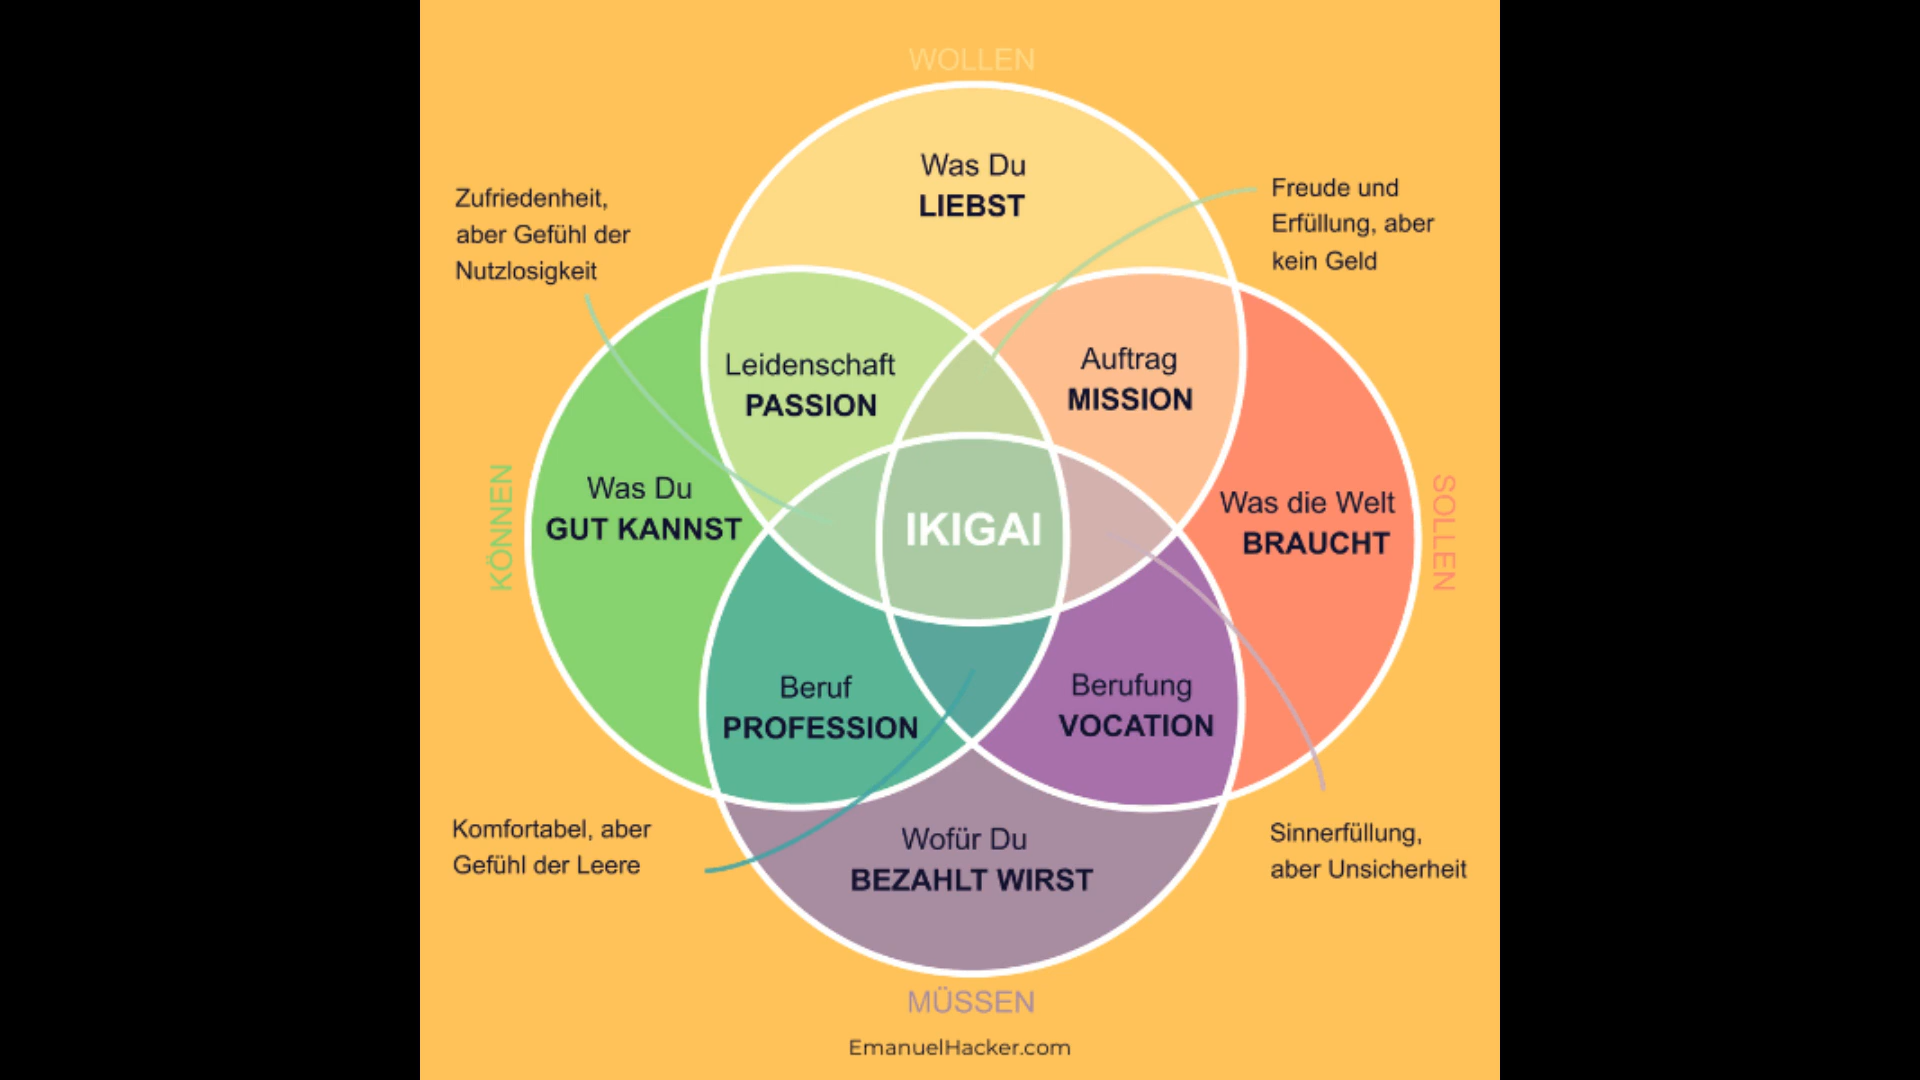 WOLLEN
Was Du
LIEBST
Zufriedenheit,
aber Gefühl der
Nutzlosigkeit
Freude und
Erfüllung, aber
kein Geld
Leidenschaft
PASSION
Auftrag
MISSION
KÖNNEN
Was Du
GUT KANNST
IKIGAI
Was die Welt
BRAUCHT
SOLLEN
Beruf
PROFESSION
Berufung
VOCATION
Komfortabel, aber
Gefühl der Leere
Wofür Du
BEZAHLT WIRST
Sinnerfüllung,
aber Unsicherheit
MÜSSEN
EmanuelHacker.com